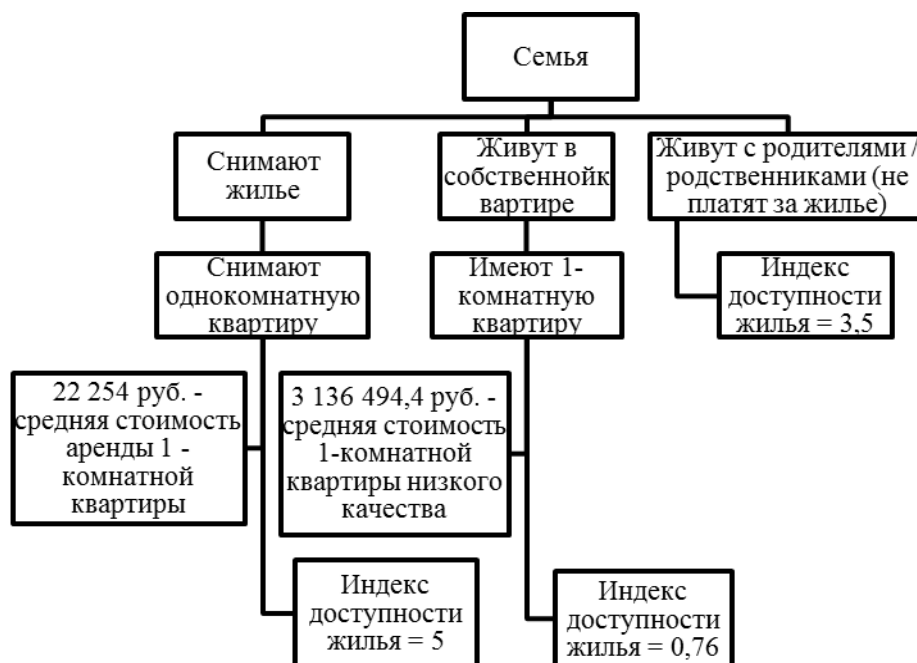 Семья
Снимают
жилье
Живут в
собственнойк
вартире
Живут с родителями /
родственниками (не
платят за жилье)
Снимают
однокомнатную
квартиру
Имеют 1-
комнатную
квартиру
Индекс
доступности
жилья = 3,5
22 254 руб. -
средняя стоимость
аренды 1 -
комнатной
квартиры
3 136 494,4 руб. -
средняя стоимость
1-комнатной
квартиры низкого
качества
Индекс
доступности
жилья = 5
Индекс
доступности
жилья = 0,76